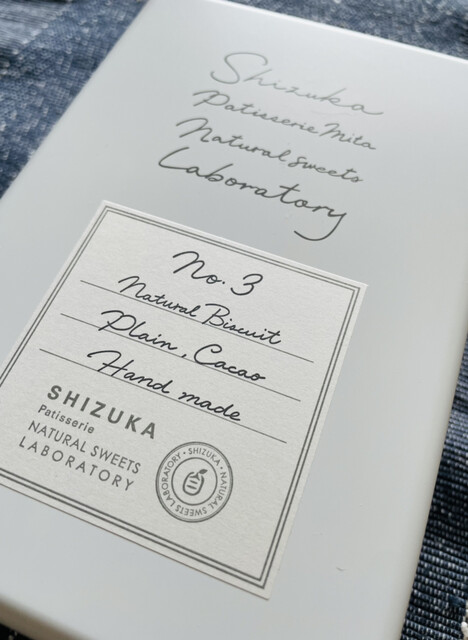 Shizuka
Patisserie Mita
Natural sweets
Laboratory
No. 3
Natural Biscuit
Plain, Cacao
Hand made
SHIZUKA
Patisserie
NATURAL SWEETS
LABORATORY
SHIZUKA • NATURAL SWEETS LABORATORY •